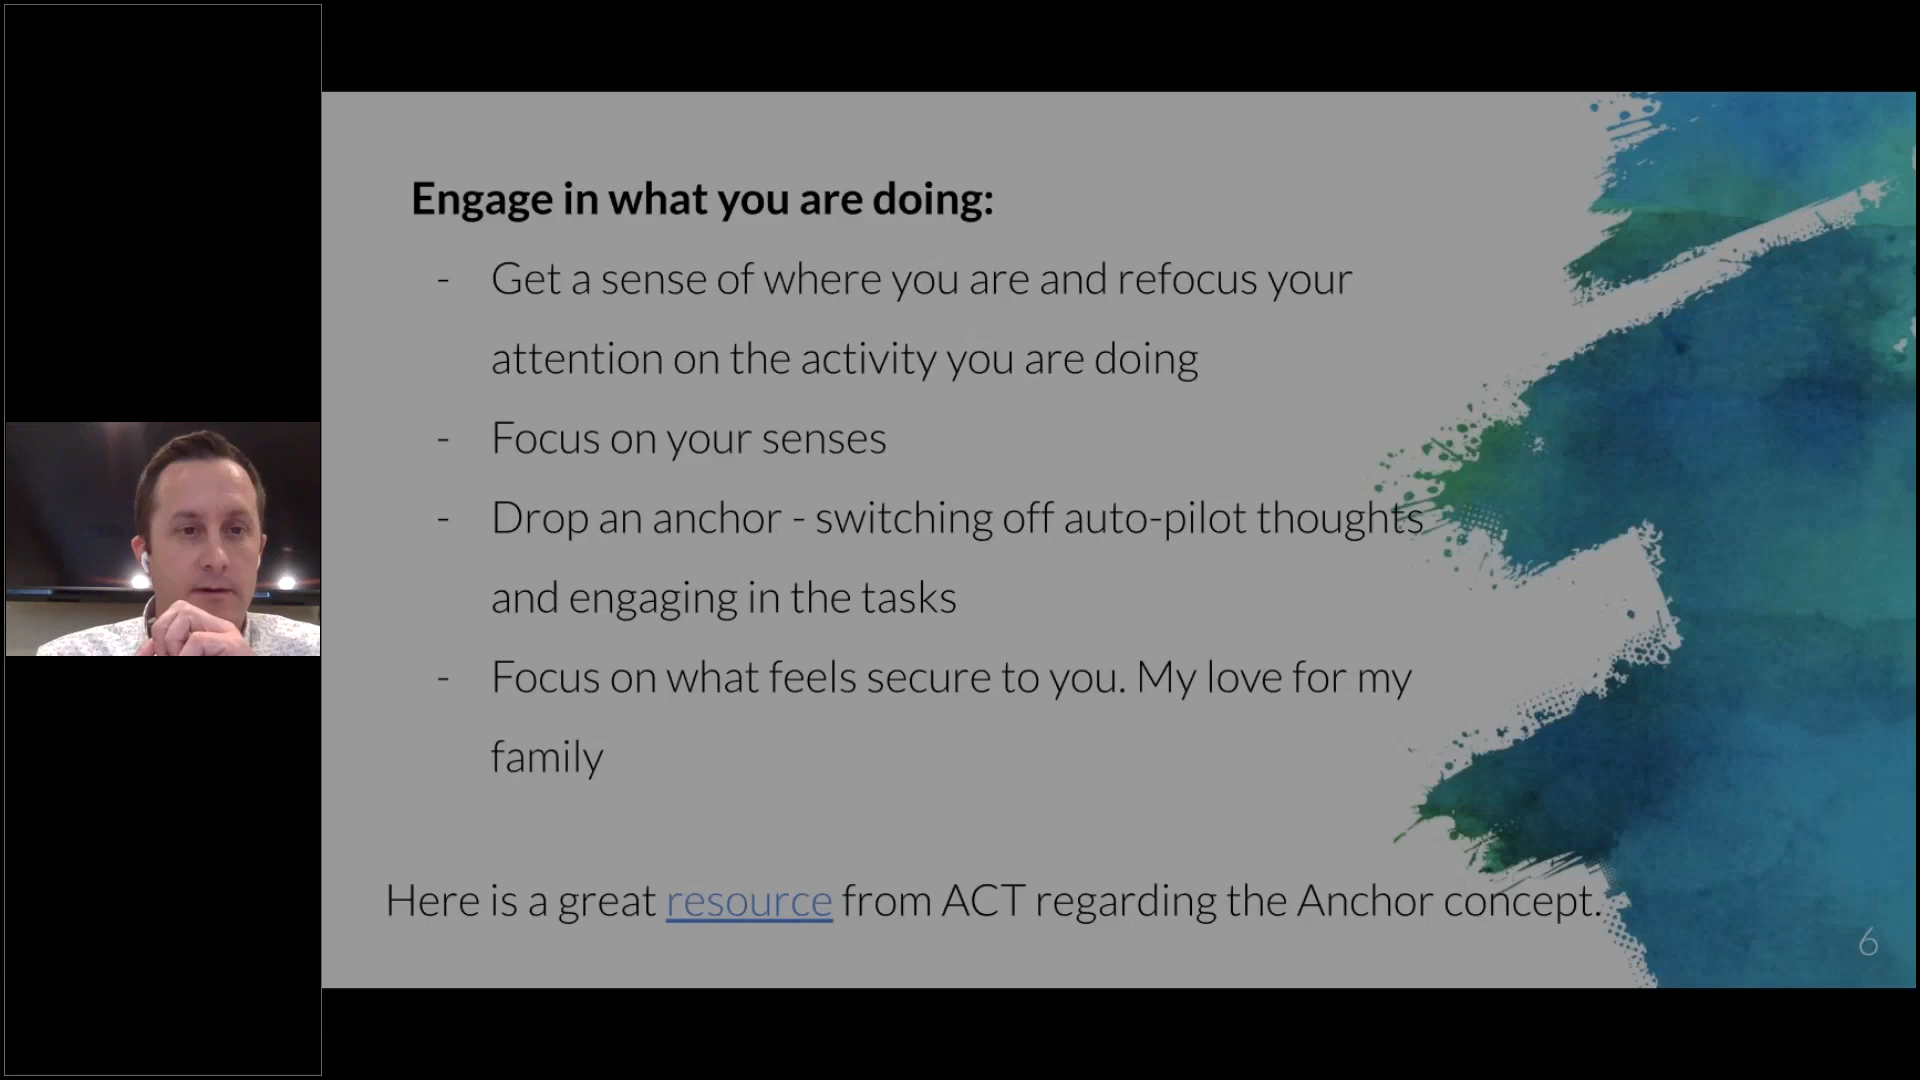 Engage in what you are doing:
- Get a sense of where you are and refocus your
attention on the activity you are doing
- Focus on your senses
- Drop an anchor - switching off auto-pilot thoughts
and engaging in the tasks
- Focus on what feels secure to you. My love for my
family
Here is a great resource from ACT regarding the Anchor concept.
6